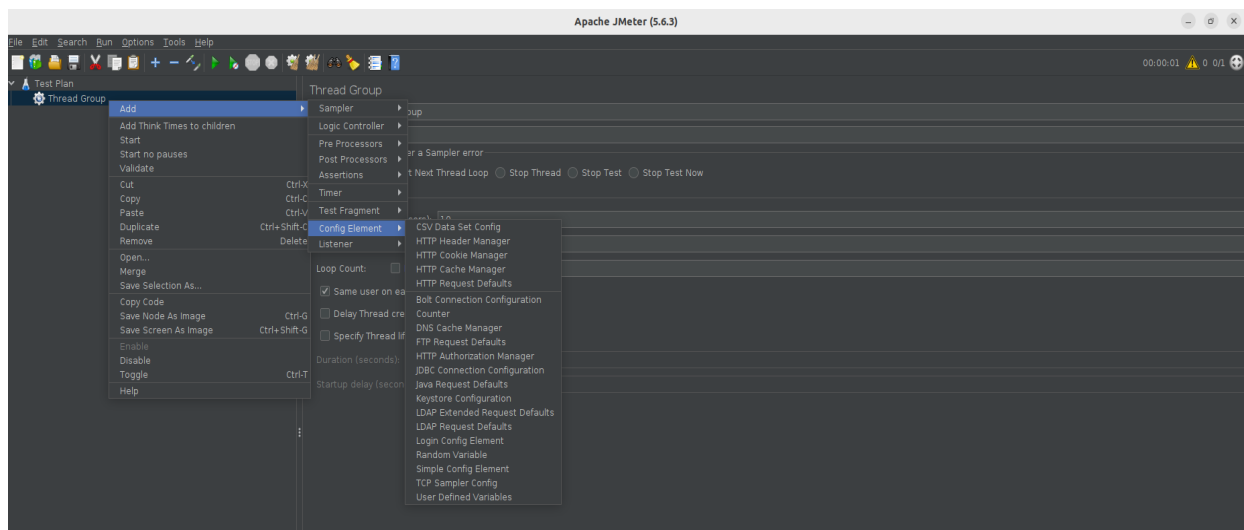 Apache JMeter (5.6.3)
File Edit Search Run Options Tools Help
00:00:01 0 0/1
Test Plan
Thread Group
Add
Add Think Times to children
Start
Start no pauses
Validate
Cut Ctrl-X
Copy Ctrl-C
Paste Ctrl-V
Duplicate Ctrl+Shift-C
Remove Delete
Open...
Merge
Save Selection As...
Copy Code
Save Node As Image Ctrl-G
Save Screen As Image Ctrl+Shift-G
Enable
Disable
Toggle Ctrl-T
Help
Sampler
Logic Controller
Pre Processors
Post Processors
Assertions
Timer
Test Fragment
Config Element
Listener
CSV Data Set Config
HTTP Header Manager
HTTP Cookie Manager
HTTP Cache Manager
HTTP Request Defaults
Bolt Connection Configuration
Counter
DNS Cache Manager
FTP Request Defaults
HTTP Authorization Manager
JDBC Connection Configuration
Java Request Defaults
Keystore Configuration
LDAP Extended Request Defaults
LDAP Request Defaults
Login Config Element
Random Variable
Simple Config Element
TCP Sampler Config
User Defined Variables
Thread Group
oup
er a Sampler error
t Next Thread Loop Stop Thread Stop Test Stop Test Now
Loop Count:
Same user on ea
Delay Thread cre
Specify Thread lif
Duration (seconds):
Startup delay (secon